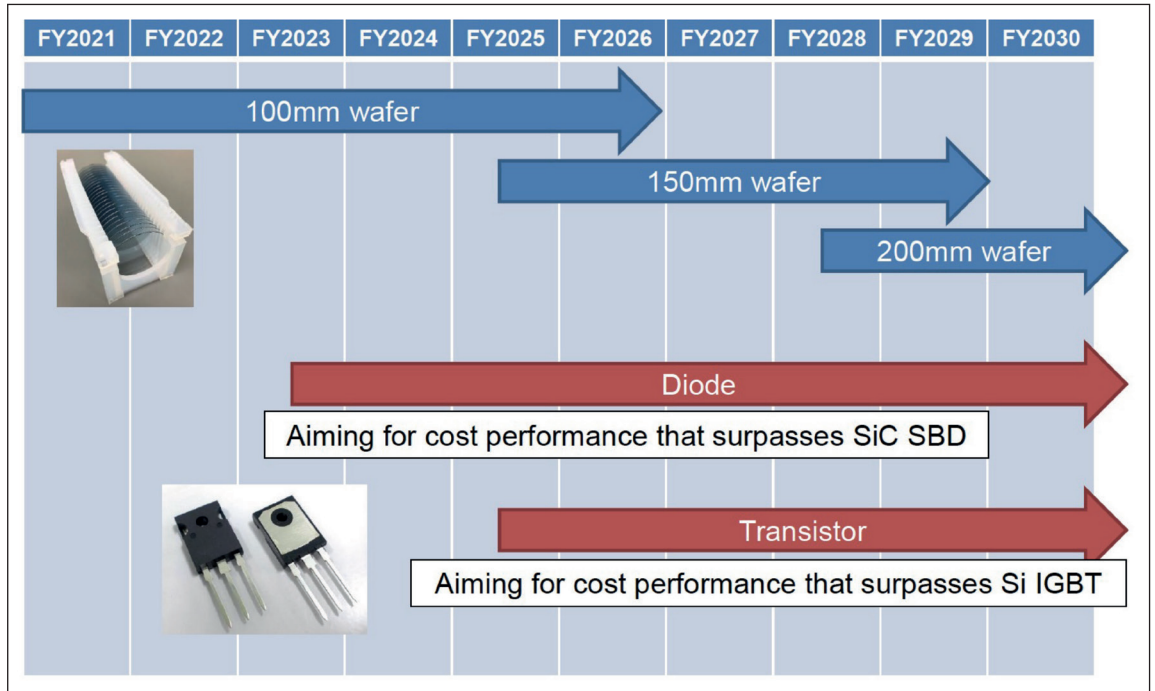 FY2021 FY2022 FY2023 FY2024 FY2025 FY2026 FY2027 FY2028 FY2029 FY2030
100mm wafer
150mm wafer
200mm wafer
Diode
Aiming for cost performance that surpasses SiC SBD
Transistor
Aiming for cost performance that surpasses Si IGBT